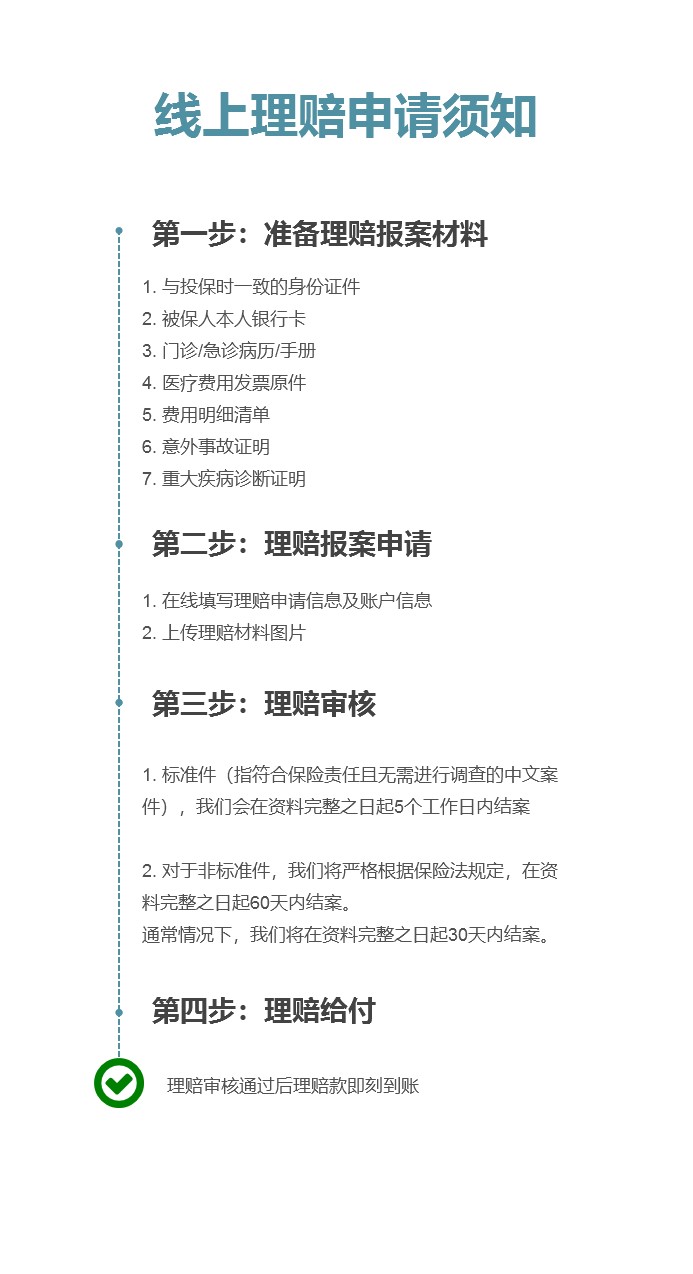 线上理赔申请须知
第一步：准备理赔报案材料
1. 与投保时一致的身份证件
2. 被保人本人银行卡
3. 门诊/急诊病历/手册
4. 医疗费用发票原件
5. 费用明细清单
6. 意外事故证明
7. 重大疾病诊断证明
第二步：理赔报案申请
1. 在线填写理赔申请信息及账户信息
2. 上传理赔材料图片
第三步：理赔审核
1. 标准件（指符合保险责任且无需进行调查的中文案
件），我们会在资料完整之日起5个工作日内结案
2. 对于非标准件，我们将严格根据保险法规定，在资
料完整之日起60天内结案。
通常情况下，我们将在资料完整之日起30天内结案。
第四步：理赔给付
理赔审核通过后理赔款即刻到账